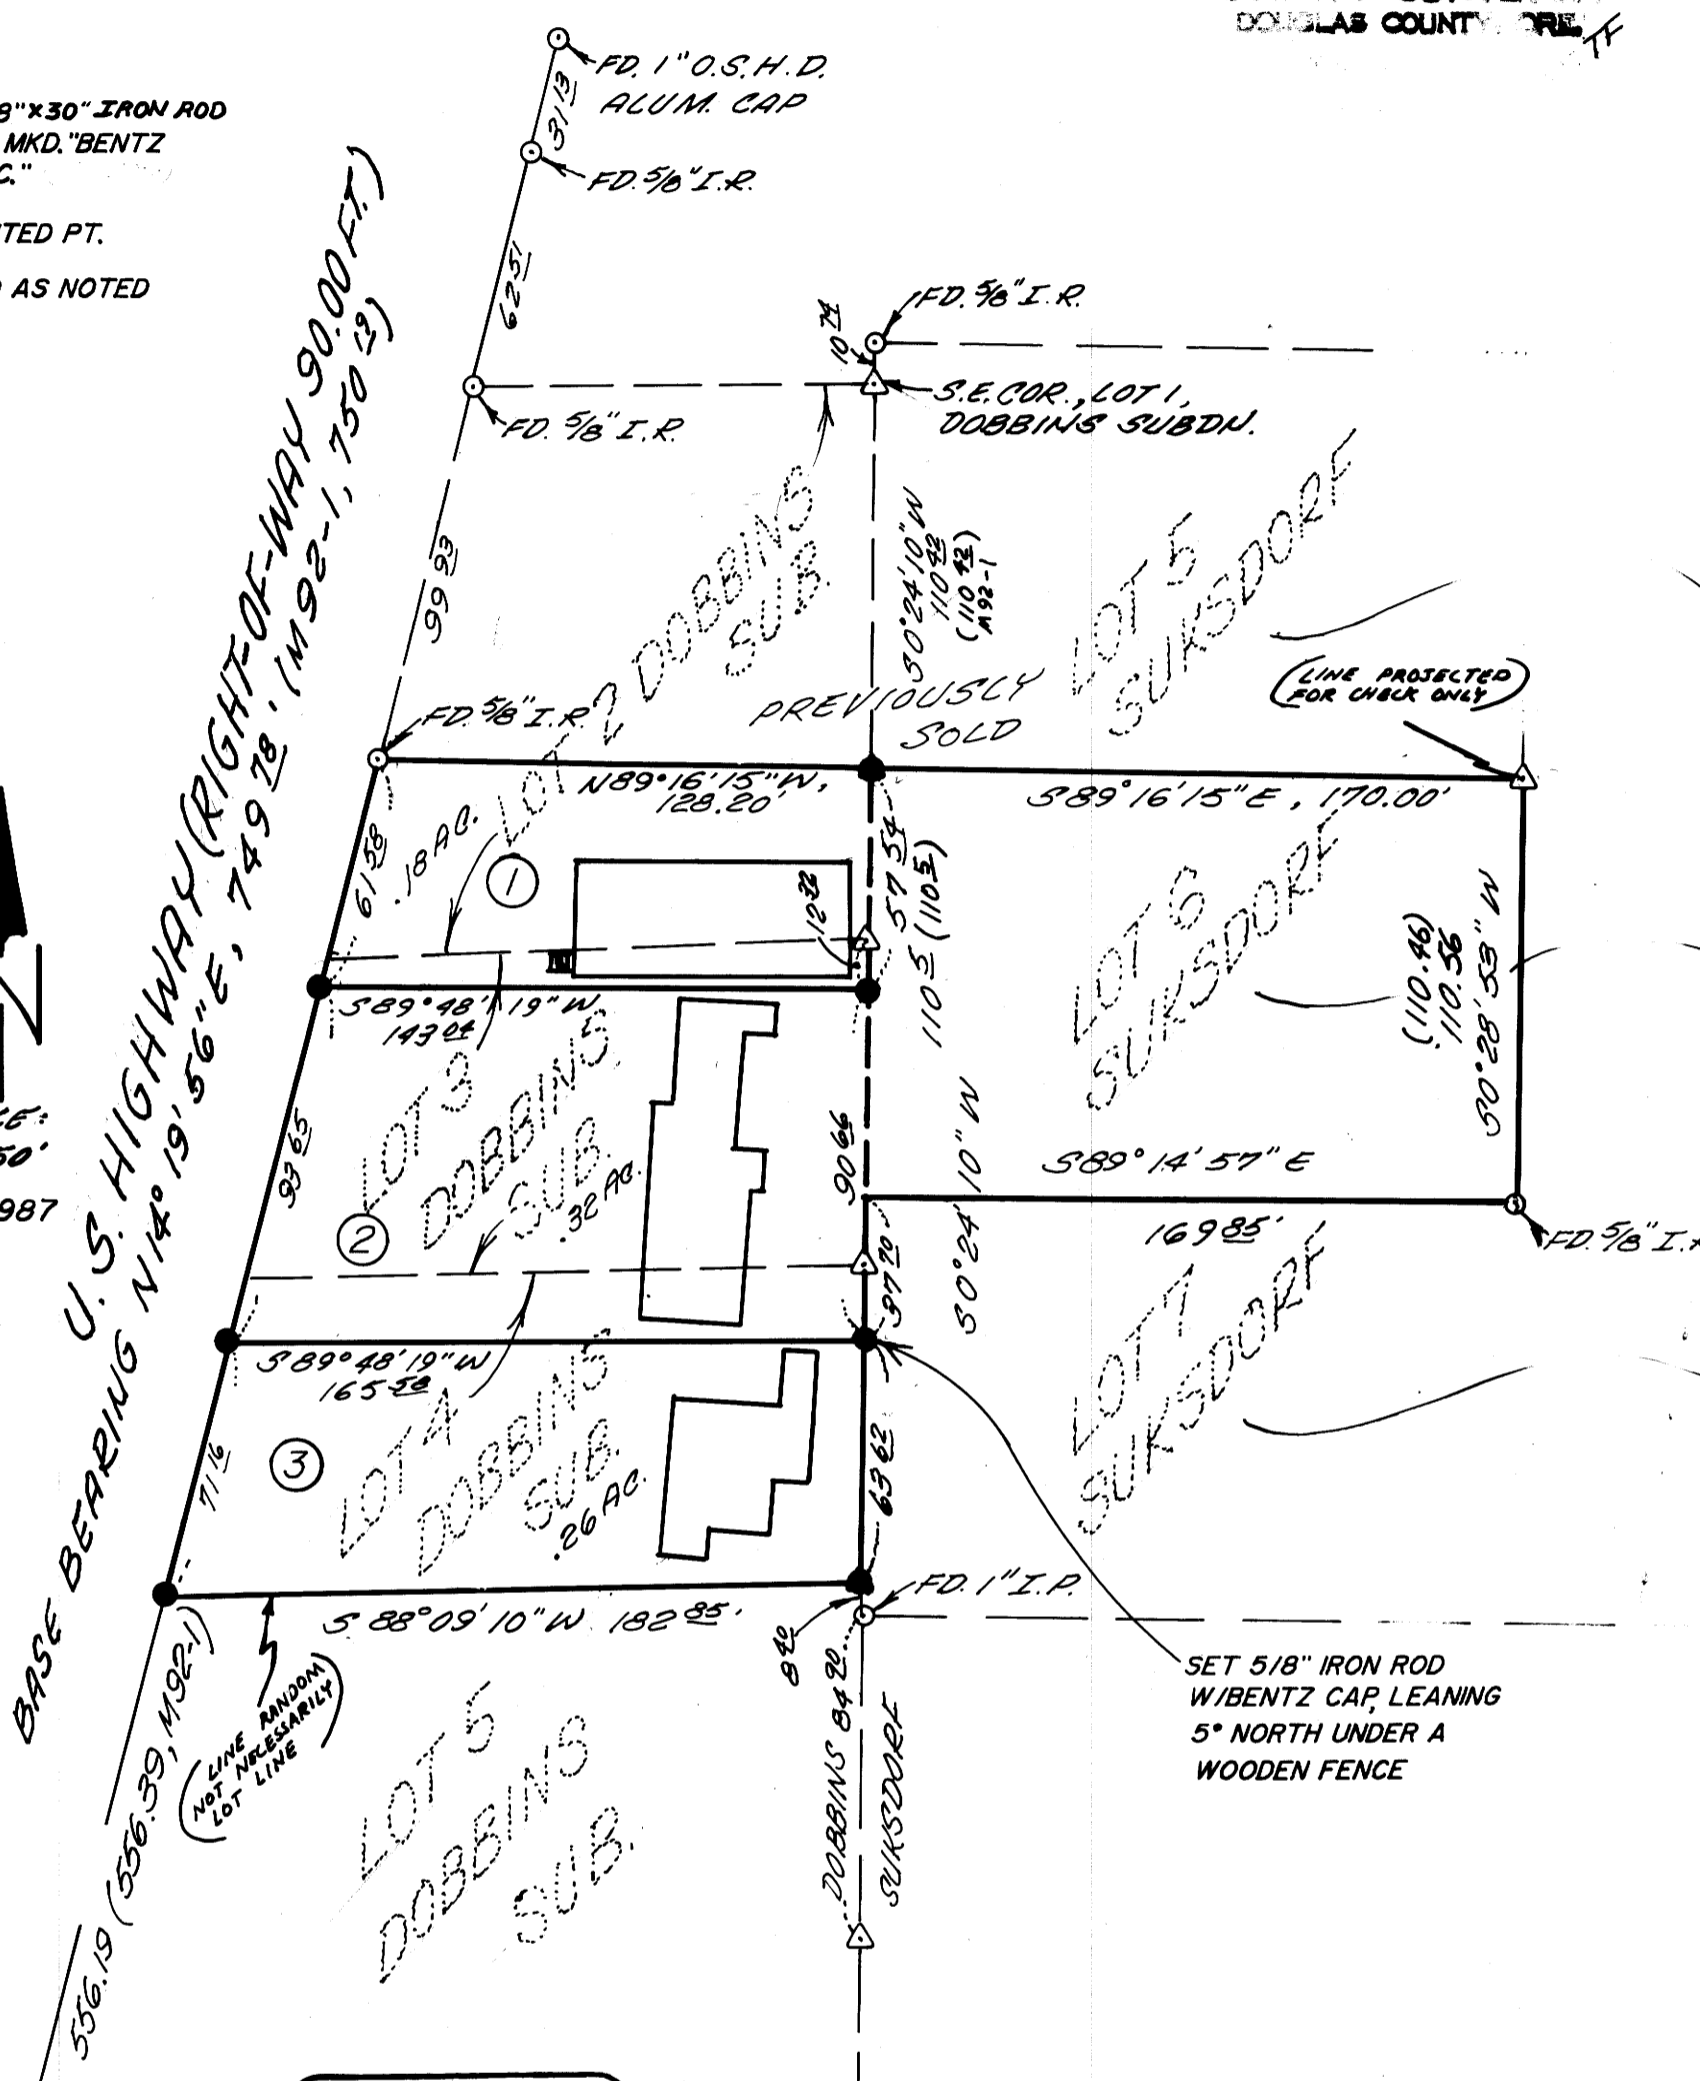 DOUGLAS COUNTY ORE.
TF
8"X30" IRON ROD
MKD. "BENTZ
C."
TED PT.
AS NOTED
FD. 1" O.S.H.D.
ALUM. CAP
31 13
FD. 5/8" I.R.
62 51
FD. 5/8" I.R.
10 74
FD. 5/8" I.R.
S.E. COR., LOT 1,
DOBBINS SUBDN.
U.S. HIGHWAY (RIGHT-OF-WAY 90.00 FT.)
BASE BEARING N14°19'56"E, 749 78' (M92-1, 750 19)
99 93
LOT 2 DOBBINS
SUB.
S0°24'10"W
110 42
(110 42)
M92-1
LOT 5
SUKSDORF
PREVIOUSLY
SOLD
(LINE PROJECTED
FOR CHECK ONLY)
FD. 5/8" I.R.
N89°16'15"W,
128.20'
S89°16'15"E, 170.00'
61 58
.18 AC.
1
12 36
57 54
110 5 (110 5)
LOT 6
SUKSDORF
(110.46)
110.56
S0°28'53"W
S89°48'19"W
143 04
LOT 3
DOBBINS
SUB.
.32 AC.
93 65
2
90 66
S0°24'10"W
S89°14'57"E
169 85'
FD. 5/8" I.
E:
50'
987
37 70
S89°48'19"W
165 58
LOT 4
DOBBINS
SUB.
.26 AC.
71 16
3
63 62
LOT 7
SUKSDORF
FD. 1" I.P.
S 88°09'10"W 182 85'
8 40
(LINE RANDOM
NOT NECESSARILY
LOT LINE)
SET 5/8" IRON ROD
W/BENTZ CAP, LEANING
5° NORTH UNDER A
WOODEN FENCE
LOT 5
DOBBINS
SUB.
DOBBINS 84 90
SUKSDORF
556.19 (556.39, M92-1)